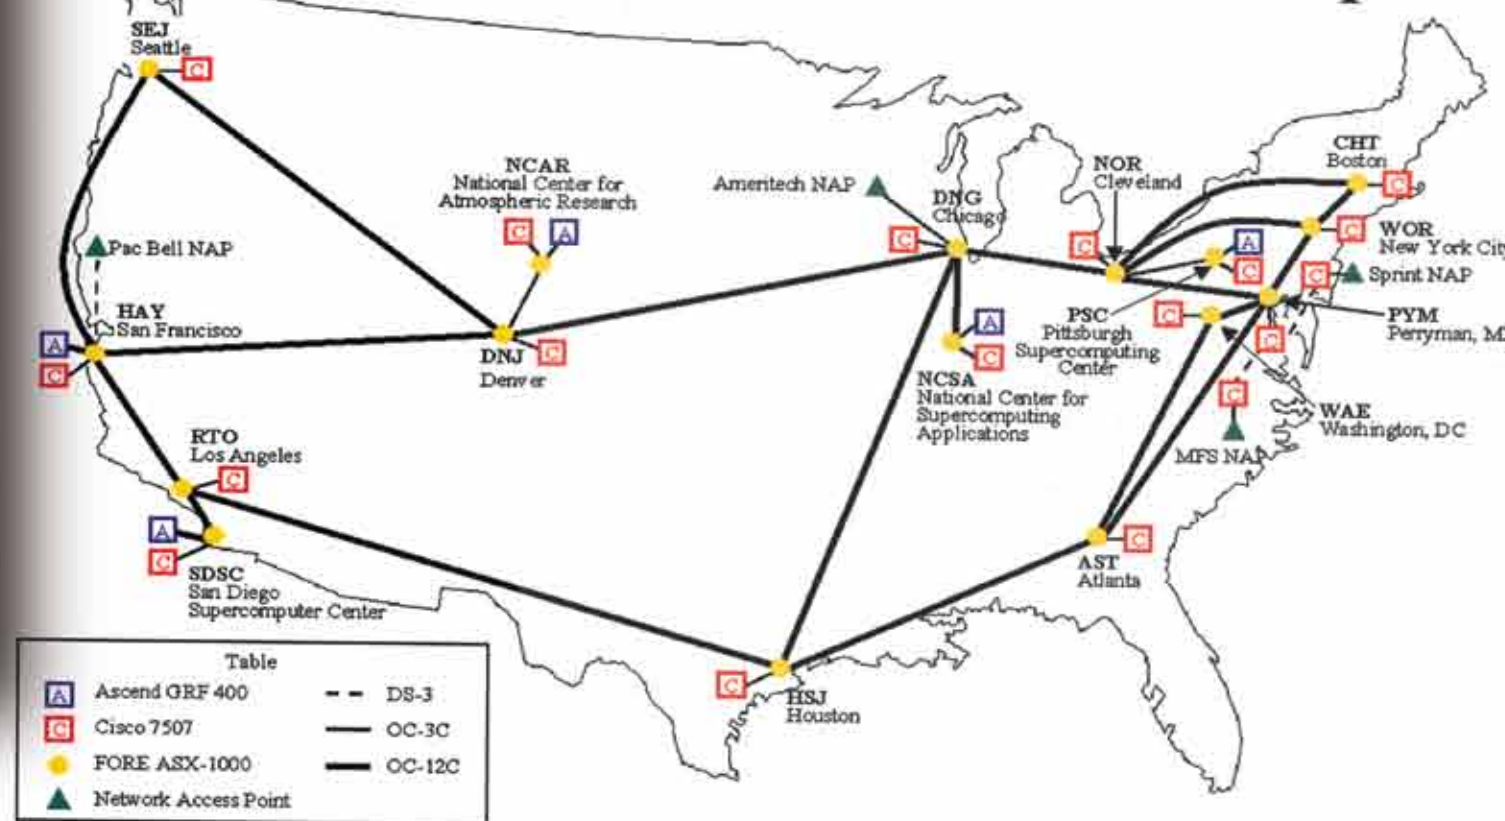 SEJ
Seattle
C
NCAR
National Center for
Atmospheric Research
C
A
Ameritech NAP
DNG
Chicago
C
NOR
Cleveland
C
CHT
Boston
C
WOR
New York City
C
A
C
C
Sprint NAP
Pac Bell NAP
HAY
San Francisco
A
C
DNJ
Denver
C
NCSA
National Center for
Supercomputing
Applications
A
C
PSC
Pittsburgh
Supercomputing
Center
C
PYM
Perryman,
C
C
WAE
Washington, DC
MFS NAP
RTO
Los Angeles
C
A
C
SDSC
San Diego
Supercomputer Center
AST
Atlanta
C
C
HSJ
Houston
Table
A Ascend GRF 400
DS-3
C Cisco 7507
OC-3C
FORE ASX-1000
OC-12C
Network Access Point